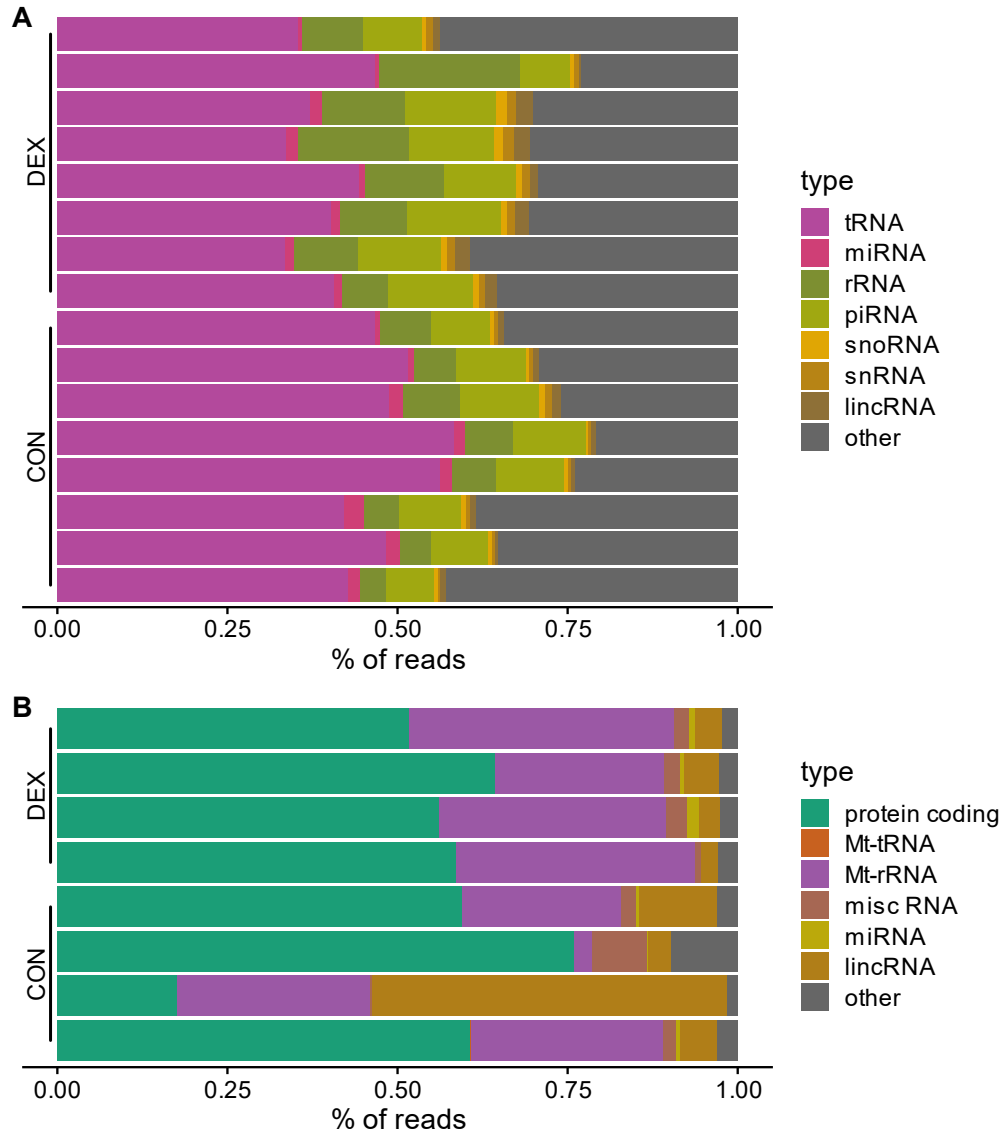 A
DEX
CON
0.00 0.25 0.50 0.75 1.00
% of reads
type
tRNA
miRNA
rRNA
piRNA
snoRNA
snRNA
lincRNA
other
B
DEX
CON
0.00 0.25 0.50 0.75 1.00
% of reads
type
protein coding
Mt-tRNA
Mt-rRNA
misc RNA
miRNA
lincRNA
other